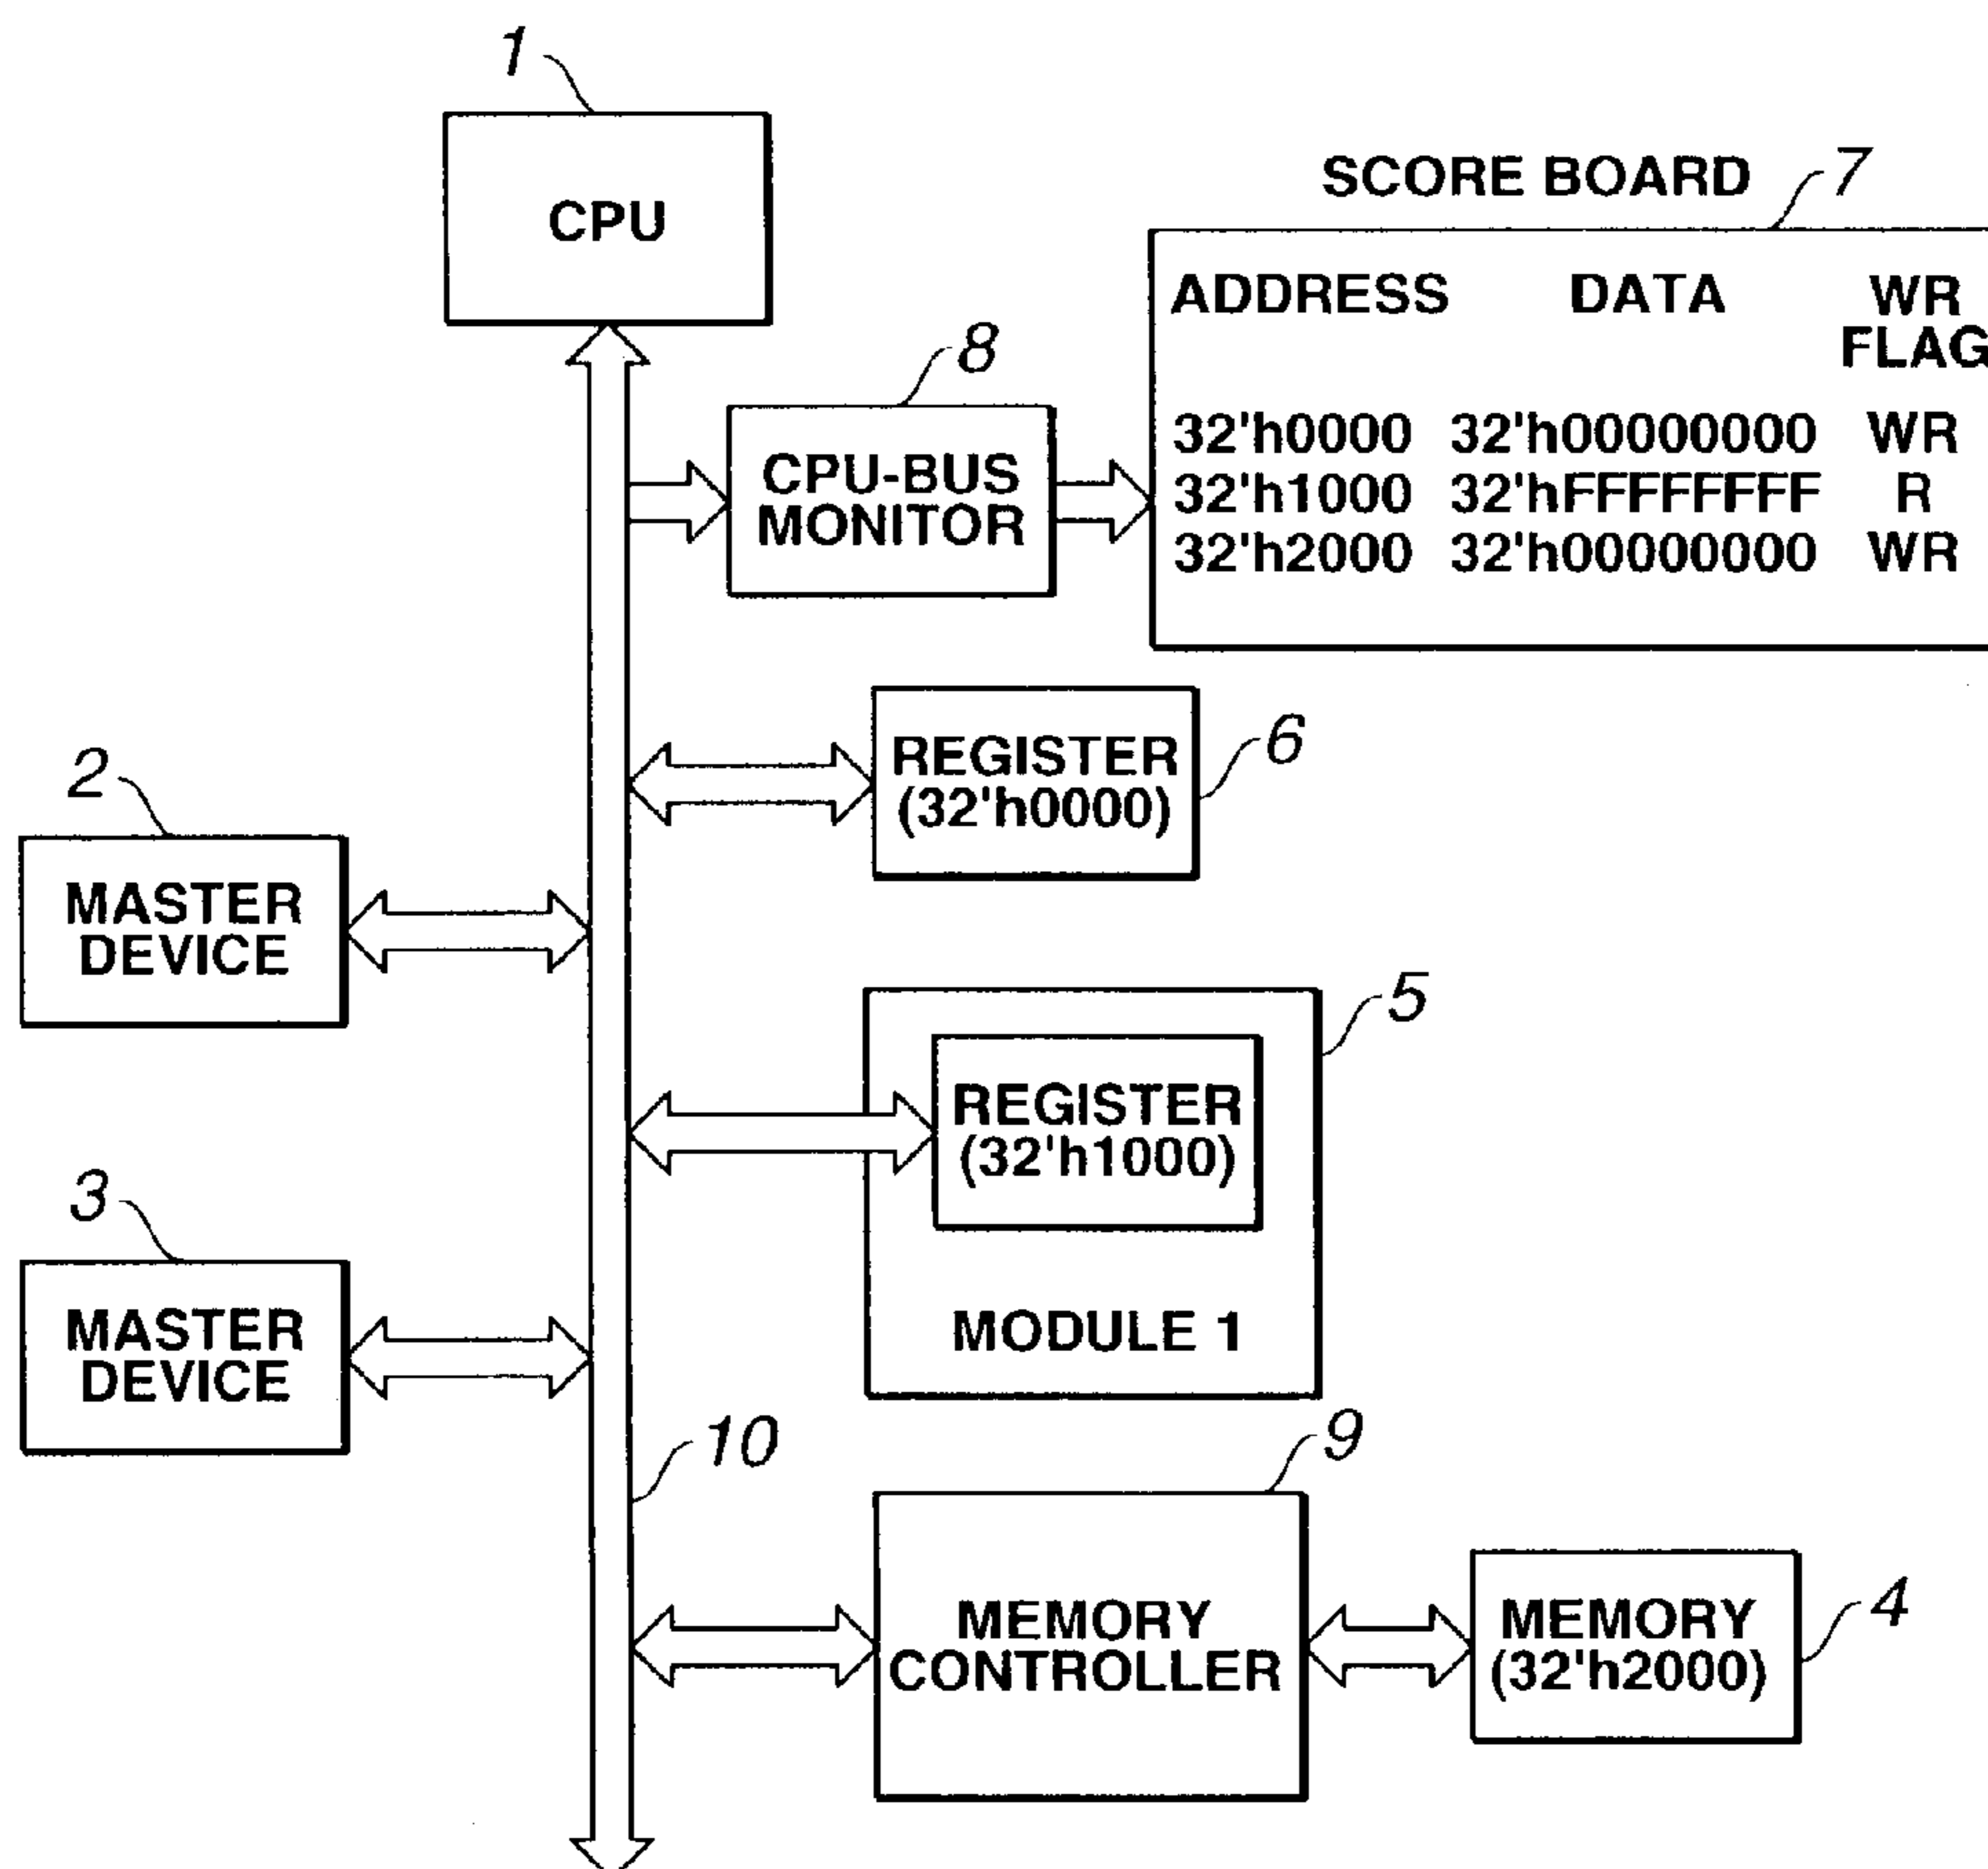 1
CPU
SCORE BOARD
7
ADDRESS DATA WR
FLAG
32'h0000 32'h00000000 WR
32'h1000 32'hFFFFFFFF R
32'h2000 32'h00000000 WR
8
CPU-BUS
MONITOR
REGISTER
(32'h0000)
6
2
MASTER
DEVICE
5
REGISTER
(32'h1000)
MODULE 1
3
MASTER
DEVICE
10
9
MEMORY
CONTROLLER
MEMORY
(32'h2000)
4